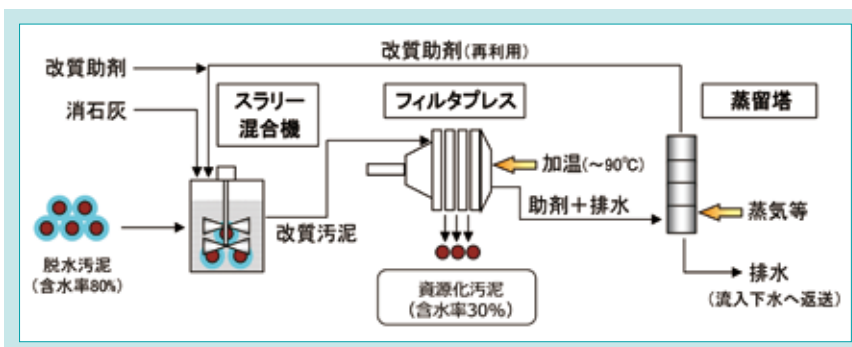 改質助剤(再利用)
改質助剤
消石灰
スラリー
混合機
フィルタプレス
蒸留塔
加温(～90℃)
助剤＋排水
蒸気等
改質汚泥
脱水汚泥
(含水率80%)
資源化汚泥
(含水率30%)
排水
(流入下水へ返送)